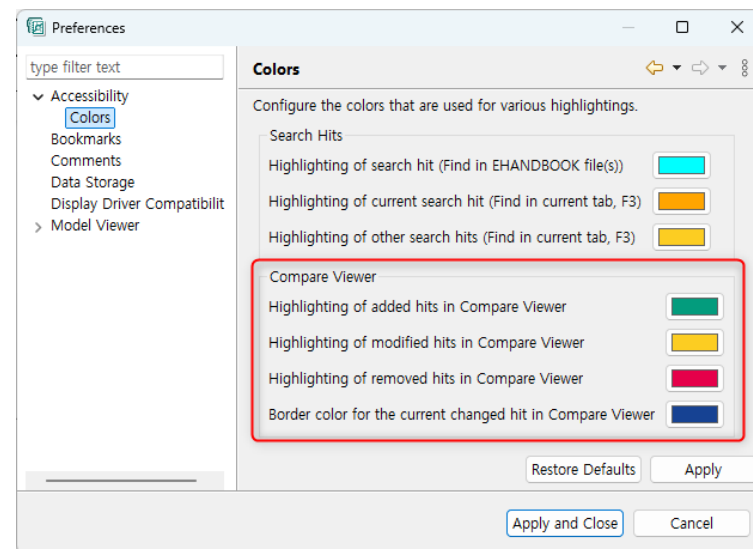 Preferences
type filter text
Accessibility
Colors
Bookmarks
Comments
Data Storage
Display Driver Compatibilit
Model Viewer
Colors
Configure the colors that are used for various highlightings.
Search Hits
Highlighting of search hit (Find in EHANDBOOK file(s))
Highlighting of current search hit (Find in current tab, F3)
Highlighting of other search hits (Find in current tab, F3)
Compare Viewer
Highlighting of added hits in Compare Viewer
Highlighting of modified hits in Compare Viewer
Highlighting of removed hits in Compare Viewer
Border color for the current changed hit in Compare Viewer
Restore Defaults Apply
Apply and Close Cancel